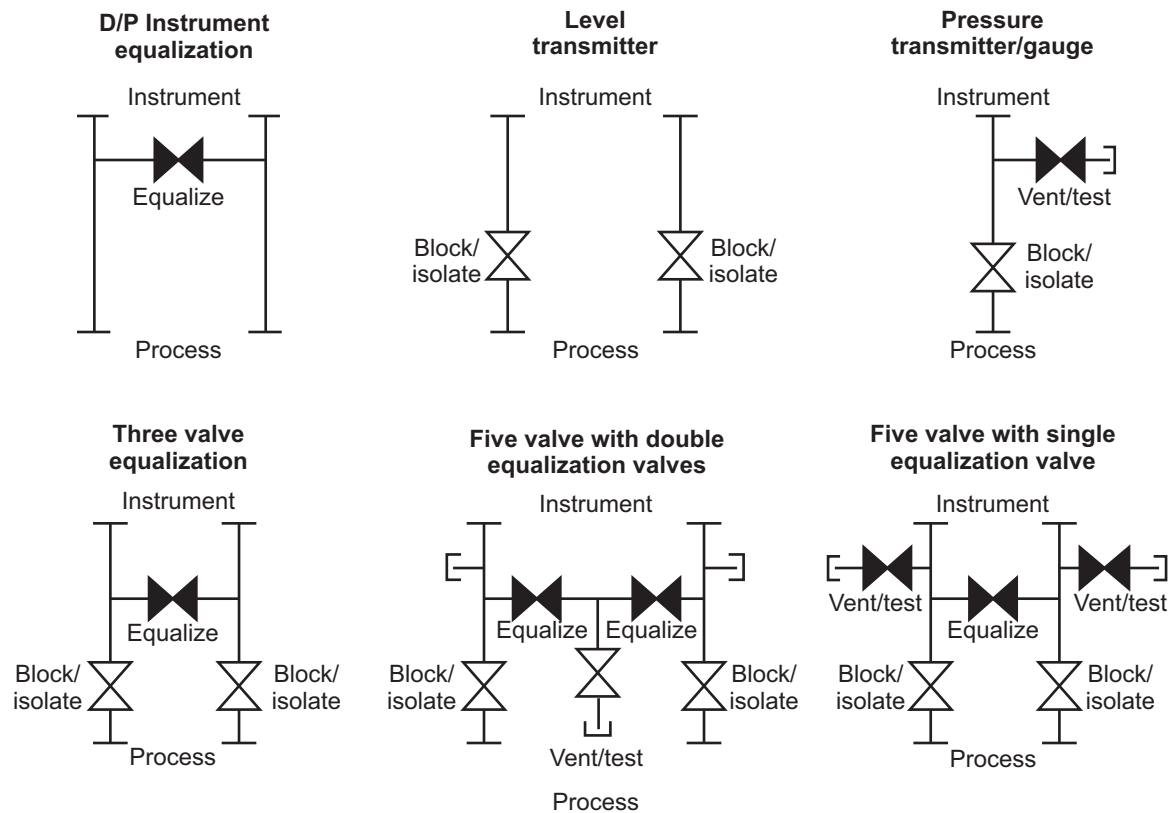 D/P Instrument
equalization
Instrument
Equalize
Process
Level
transmitter
Instrument
Block/
isolate
Block/
isolate
Process
Pressure
transmitter/gauge
Instrument
Vent/test
Block/
isolate
Process
Three valve
equalization
Instrument
Equalize
Block/
isolate
Block/
isolate
Process
Five valve with double
equalization valves
Instrument
Equalize
Equalize
Block/
isolate
Block/
isolate
Vent/test
Process
Five valve with single
equalization valve
Instrument
Vent/test
Vent/test
Equalize
Block/
isolate
Block/
isolate
Process